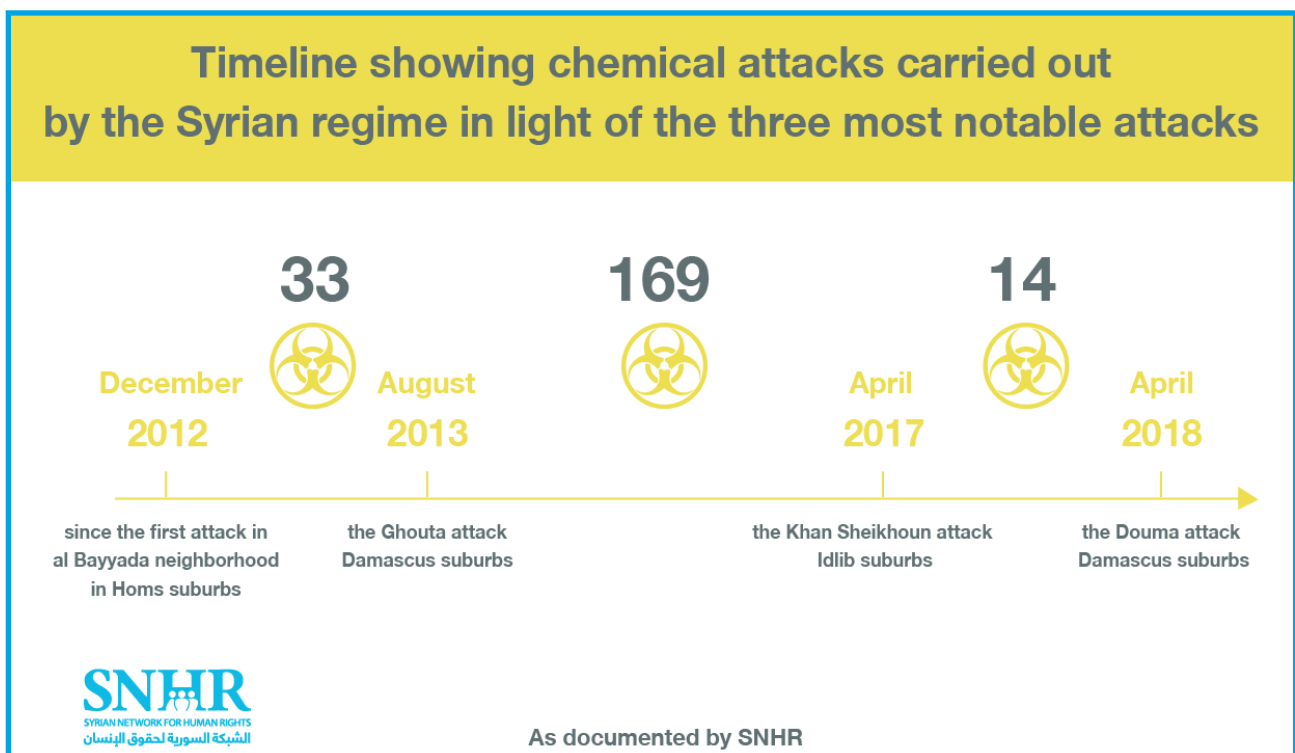 Timeline showing chemical attacks carried out
by the Syrian regime in light of the three most notable attacks
33
169
14
December
2012
August
2013
April
2017
April
2018
since the first attack in
al Bayyada neighborhood
in Homs suburbs
the Ghouta attack
Damascus suburbs
the Khan Sheikhoun attack
Idlib suburbs
the Douma attack
Damascus suburbs
SNHR
SYRIAN NETWORK FOR HUMAN RIGHTS
الشبكة السورية لحقوق الإنسان
As documented by SNHR